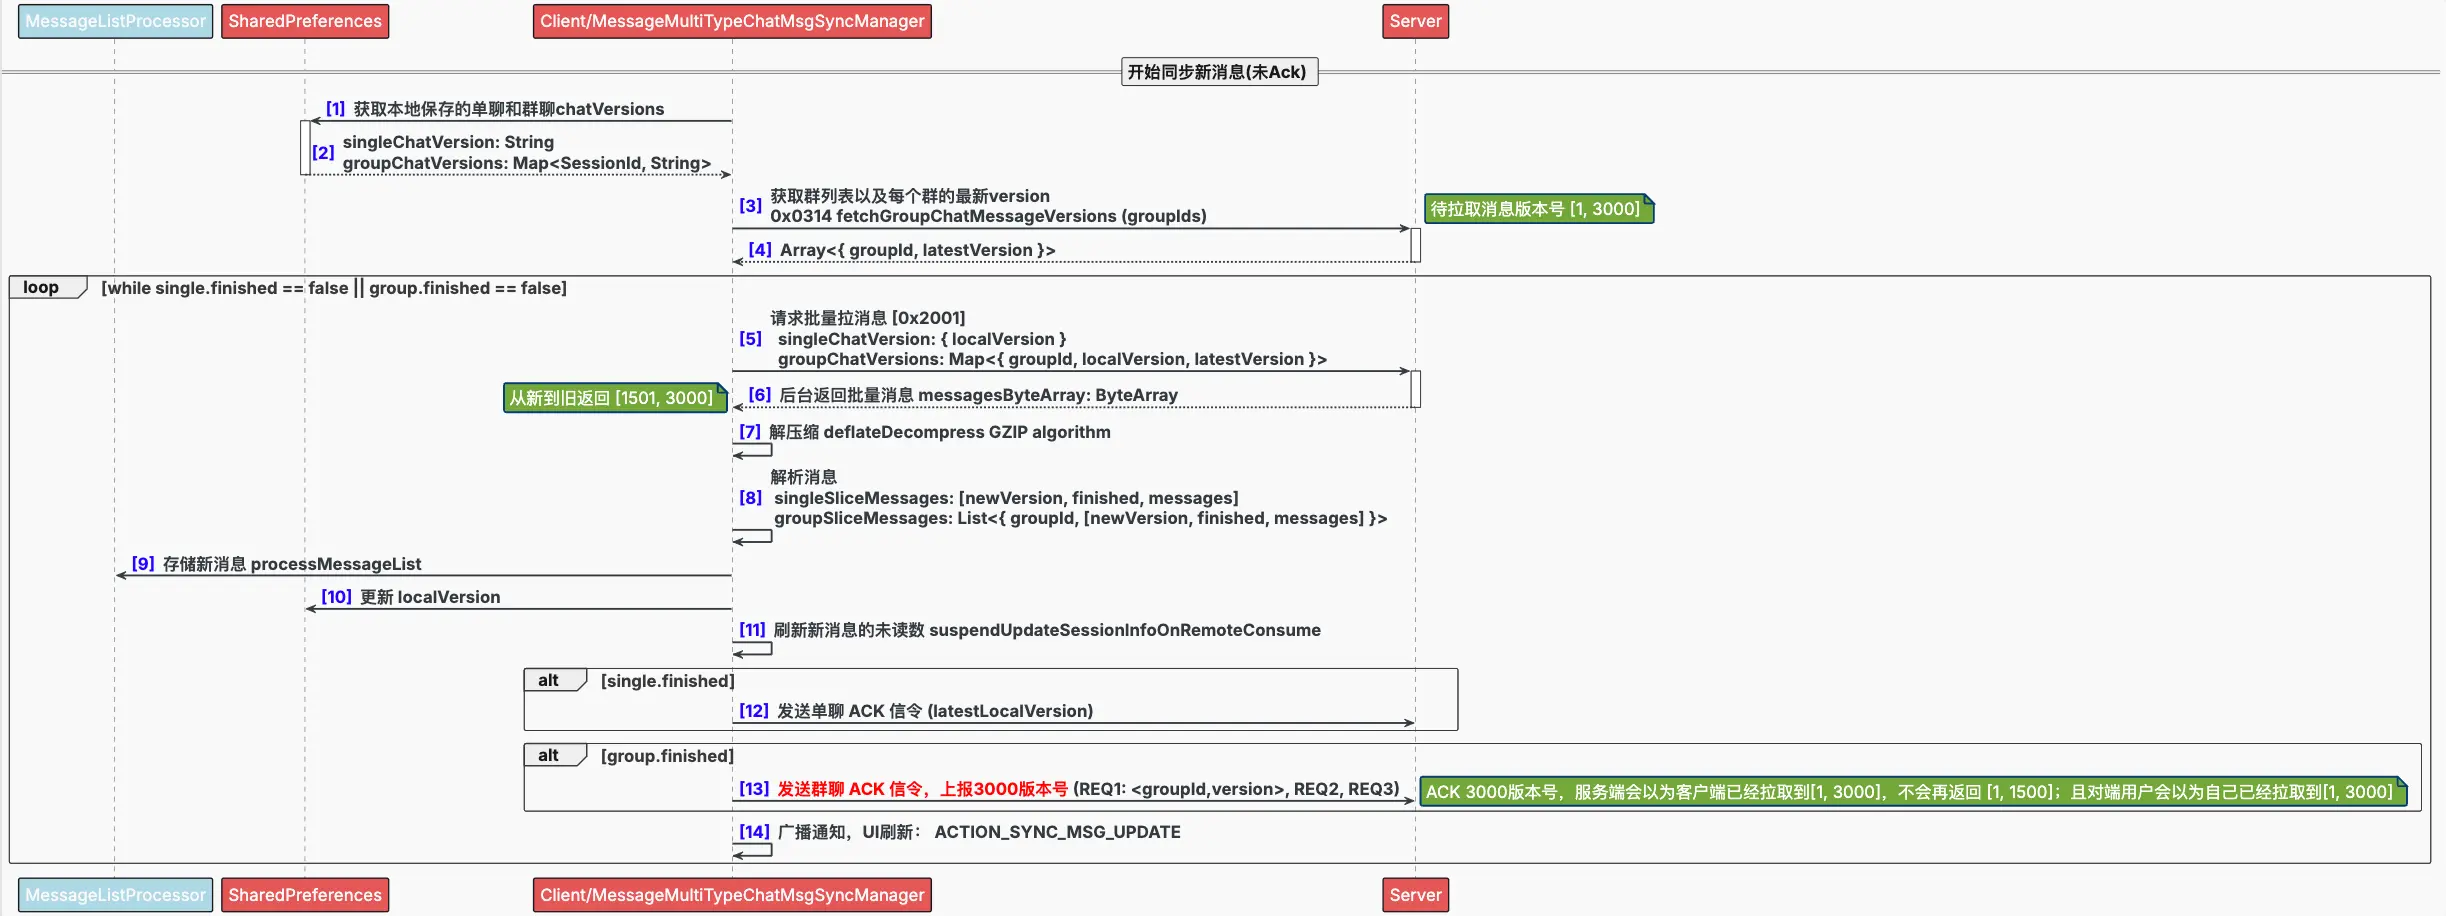 MessageListProcessor
SharedPreferences
Client/MessageMultiTypeChatMsgSyncManager
Server
开始同步新消息(未Ack)
[1] 获取本地保存的单聊和群聊chatVersions
[2] singleChatVersion: String
groupChatVersions: Map<SessionId, String>
[3] 获取群列表以及每个群的最新version
0x0314 fetchGroupChatMessageVersions (groupIds)
待拉取消息版本号 [1, 3000]
[4] Array<{ groupId, latestVersion }>
loop [while single.finished == false || group.finished == false]
[5] 请求批量拉消息 [0x2001]
singleChatVersion: { localVersion }
groupChatVersions: Map<{ groupId, localVersion, latestVersion }>
从新到旧返回 [1501, 3000]
[6] 后台返回批量消息 messagesByteArray: ByteArray
[7] 解压缩 deflateDecompress GZIP algorithm
[8] 解析消息
singleSliceMessages: [newVersion, finished, messages]
groupSliceMessages: List<{ groupId, [newVersion, finished, messages] }>
[9] 存储新消息 processMessageList
[10] 更新 localVersion
[11] 刷新新消息的未读数 suspendUpdateSessionInfoOnRemoteConsume
alt [single.finished]
[12] 发送单聊 ACK 信令 (latestLocalVersion)
alt [group.finished]
[13] 发送群聊 ACK 信令，上报3000版本号 (REQ1: <groupId,version>, REQ2, REQ3)
ACK 3000版本号，服务端会以为客户端已经拉取到[1, 3000]，不会再返回 [1, 1500]；且对端用户会以为自己已经拉取到[1, 3000]
[14] 广播通知，UI刷新： ACTION_SYNC_MSG_UPDATE
MessageListProcessor
SharedPreferences
Client/MessageMultiTypeChatMsgSyncManager
Server